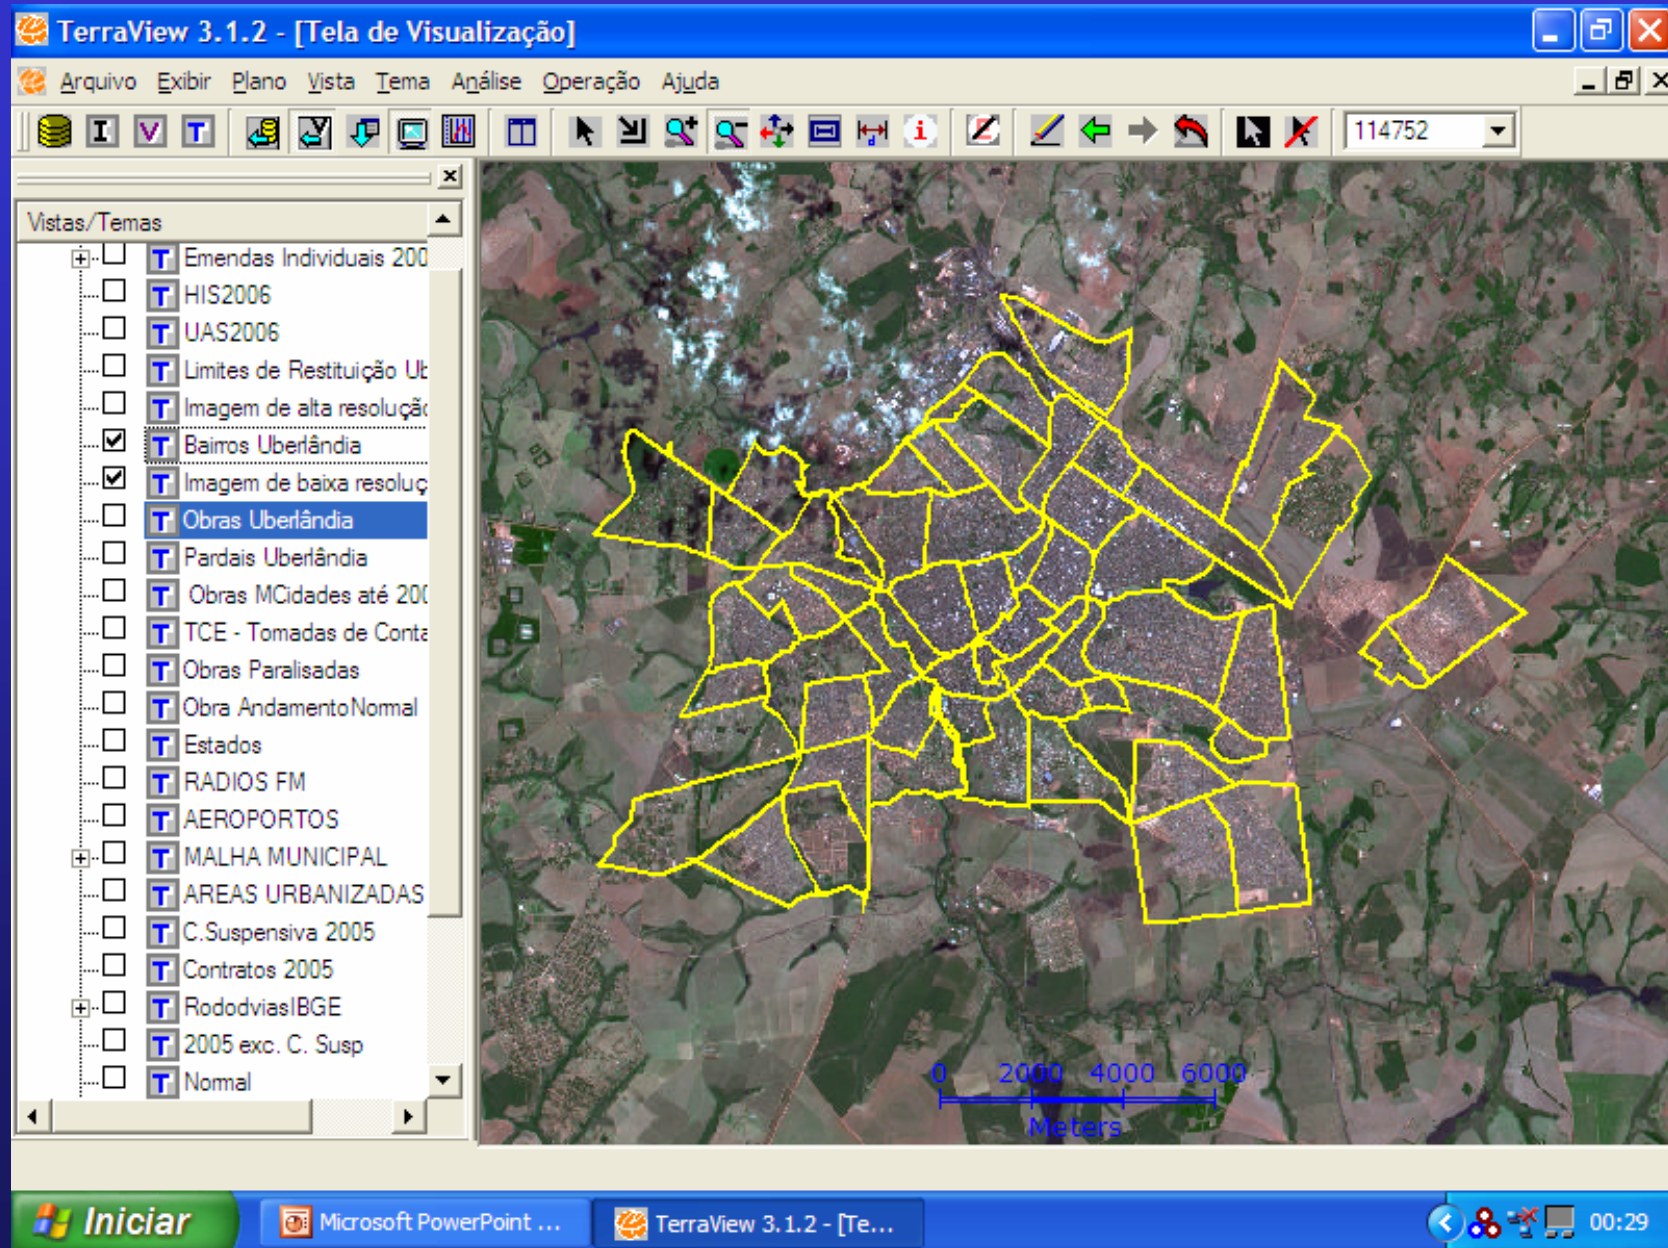 TerraView 3.1.2 - [Tela de Visualização]
Arquivo Exibir Plano Vista Tema Análise Operação Ajuda
I V T i 114752
Vistas/Temas
T Emendas Individuais 200
T HIS2006
T UAS2006
T Limites de Restituição Ub
T Imagem de alta resolução
T Bairros Uberlândia
T Imagem de baixa resoluç
T Obras Uberlândia
T Pardais Uberlândia
T Obras MCidades até 200
T TCE - Tomadas de Conta
T Obras Paralisadas
T Obra AndamentoNormal
T Estados
T RADIOS FM
T AEROPORTOS
T MALHA MUNICIPAL
T AREAS URBANIZADAS
T C.Suspensiva 2005
T Contratos 2005
T RododviasIBGE
T 2005 exc. C. Susp
T Normal
0 2000 4000 6000
Meters
Iniciar Microsoft PowerPoint ... TerraView 3.1.2 - [Te... 00:29